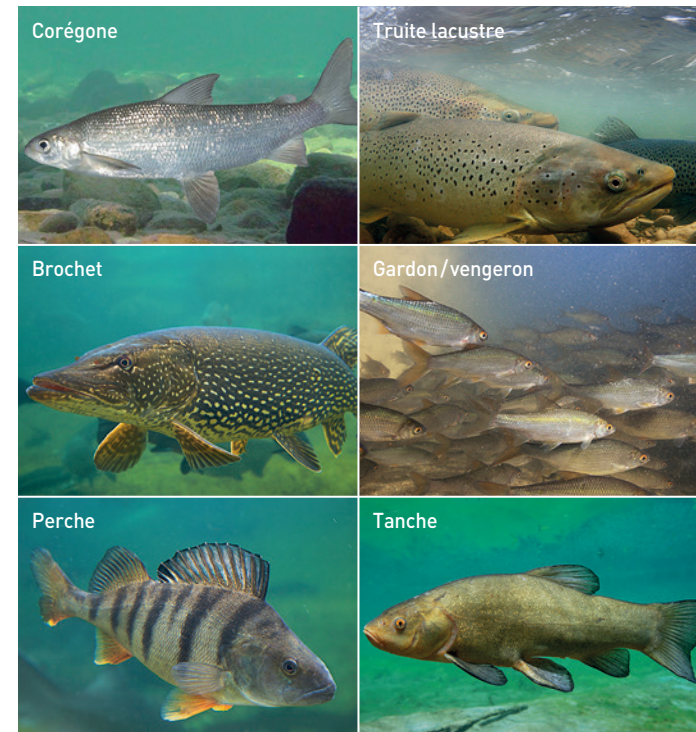 Corégone
Truite lacustre
Brochet
Gardon/vengeron
Perche
Tanche